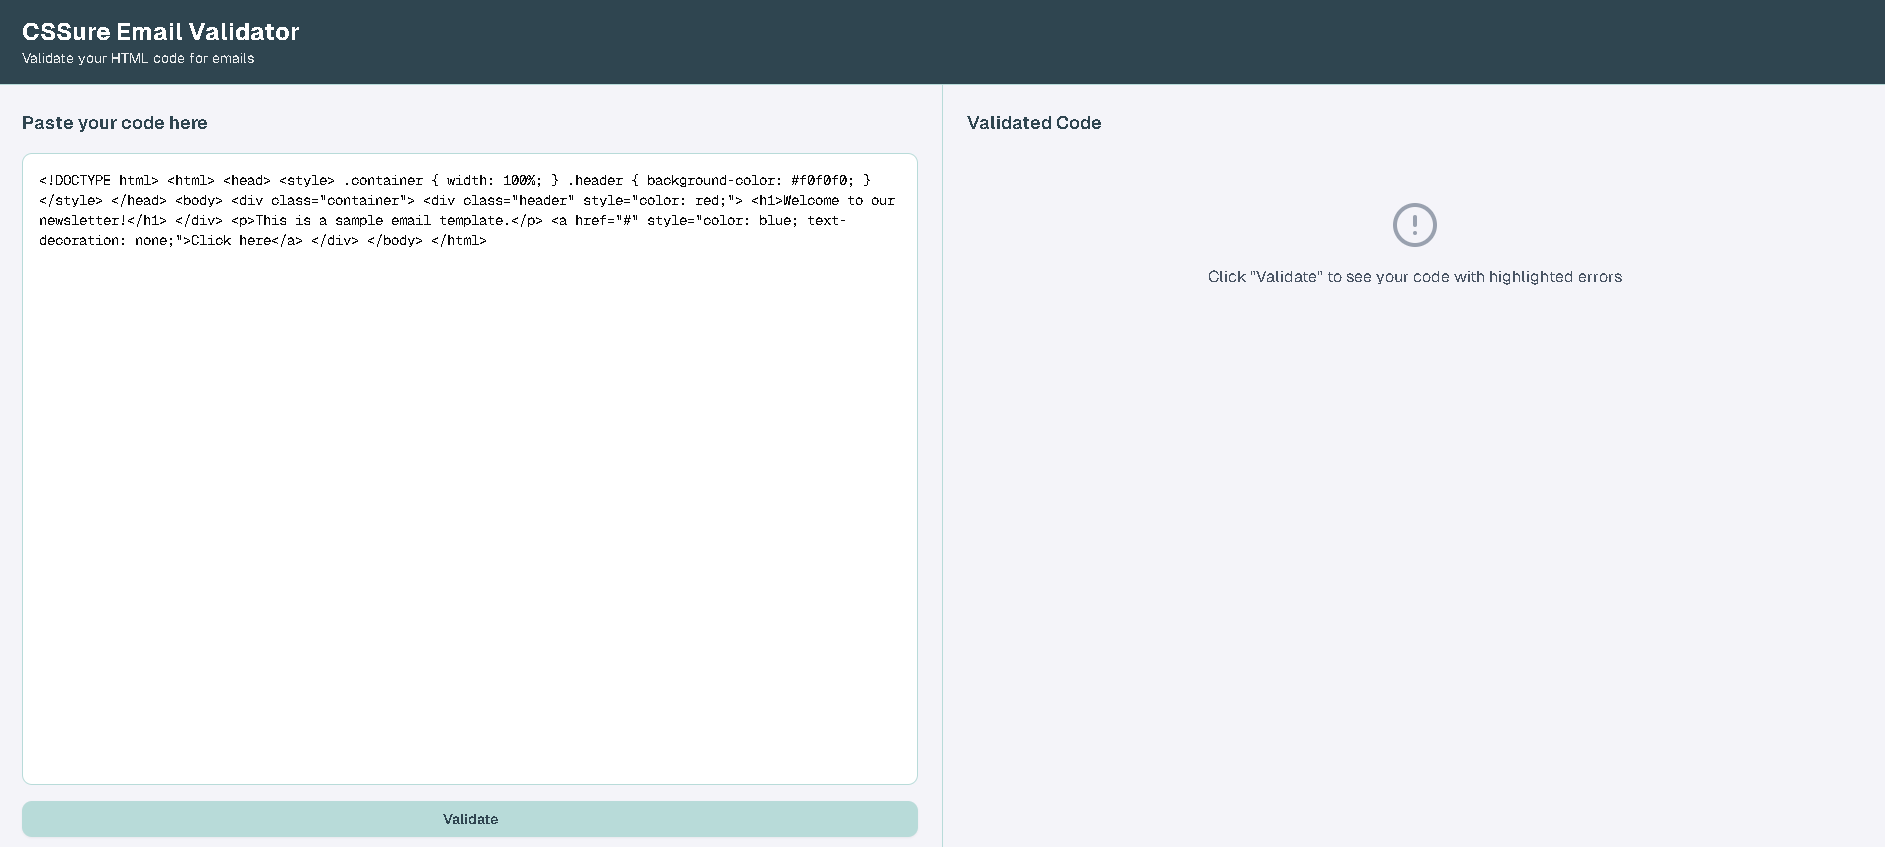 CSSure Email Validator
Validate your HTML code for emails
Paste your code here
<!DOCTYPE html> <html> <head> <style> .container { width: 100%; } .header { background-color: #f0f0f0; }
</style> </head> <body> <div class="container"> <div class="header" style="color: red;"> <h1>Welcome to our
newsletter!</h1> </div> <p>This is a sample email template.</p> <a href="#" style="color: blue; text-
decoration: none;">Click here</a> </div> </body> </html>
Validate
Validated Code
Click "Validate" to see your code with highlighted errors